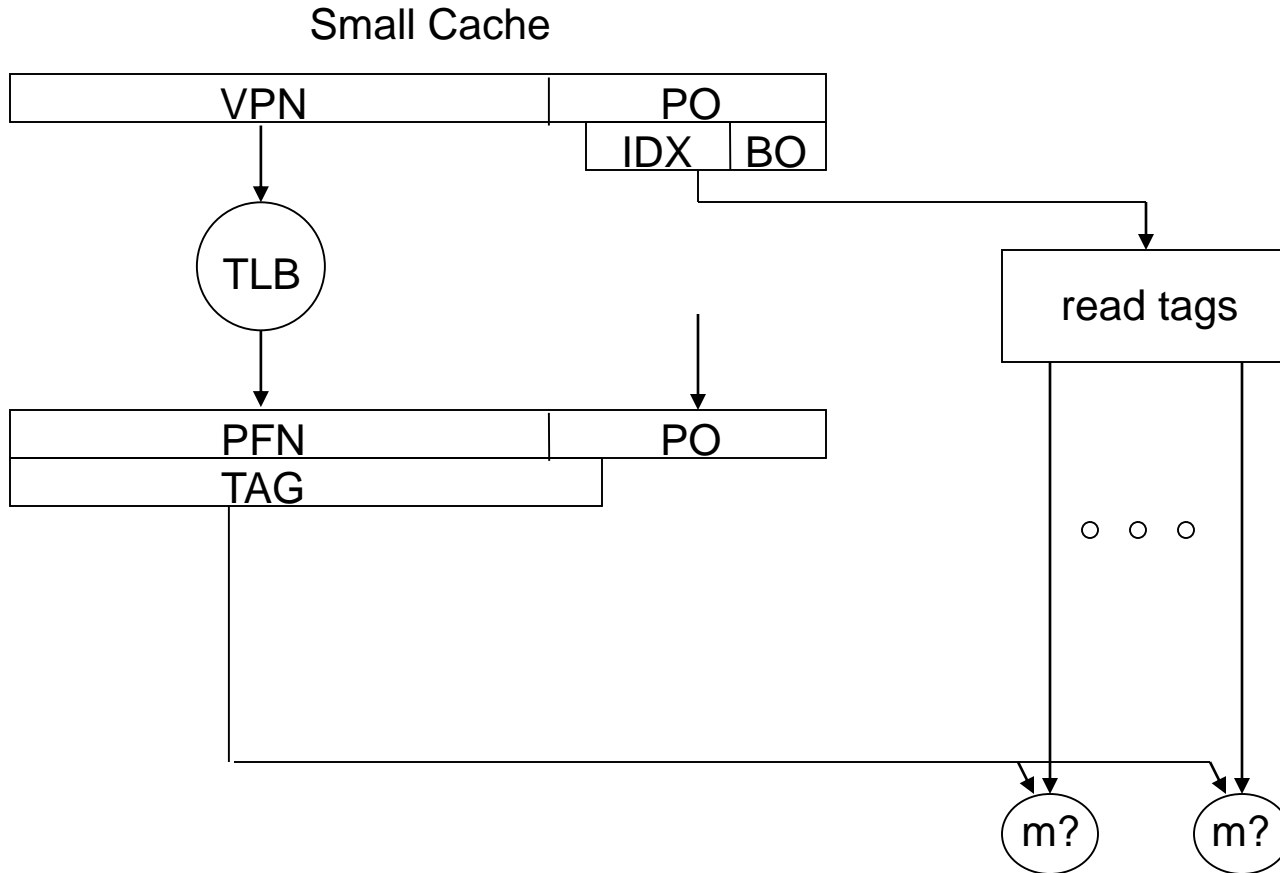 Small Cache
VPN PO
IDX BO
TLB
read tags
PFN PO
TAG
m? m?